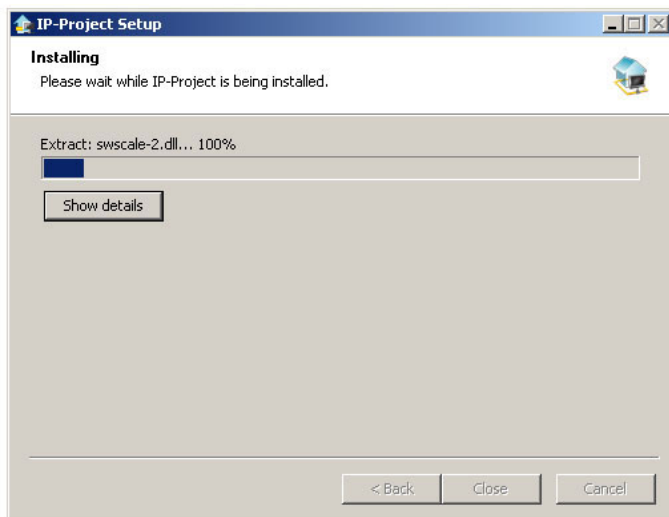 IP-Project Setup
Installing
Please wait while IP-Project is being installed.
Extract: swscale-2.dll... 100%
Show details
< Back Close Cancel